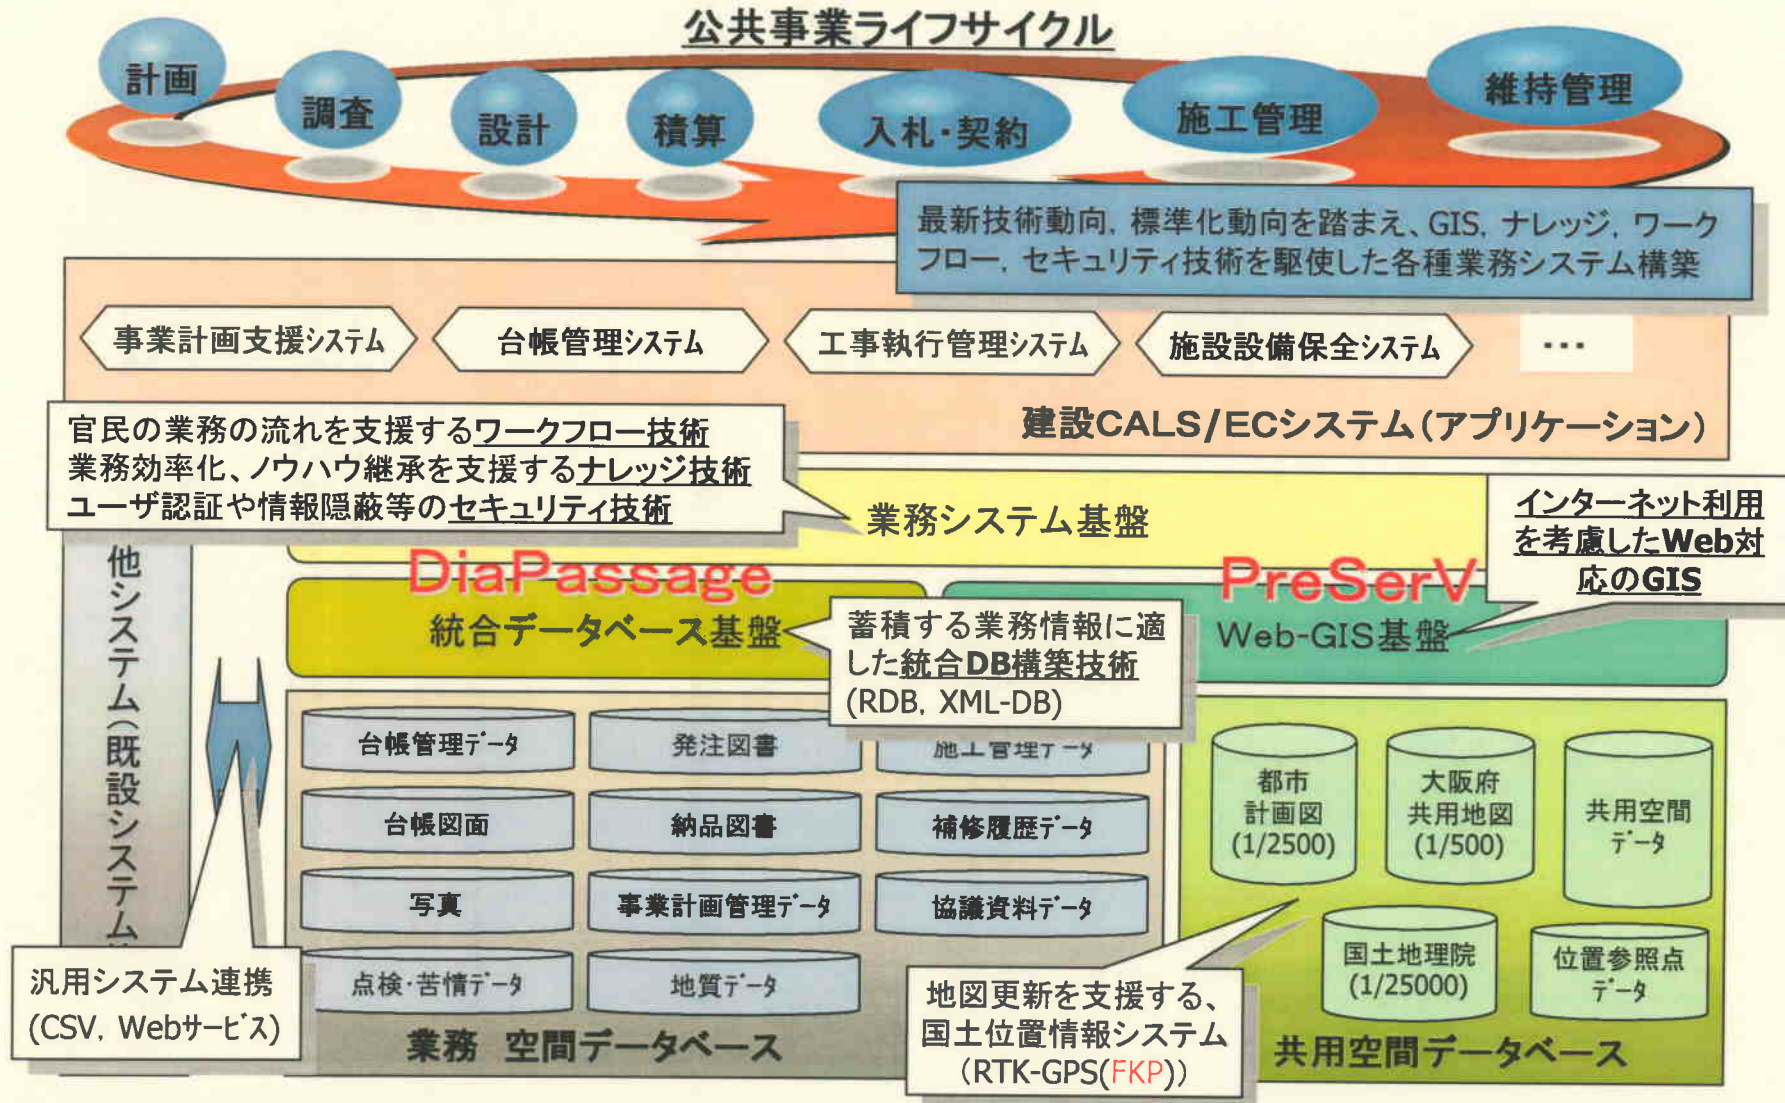 公共事業ライフサイクル
計画
調査
設計
積算
入札・契約
施工管理
維持管理
最新技術動向, 標準化動向を踏まえ、GIS, ナレッジ, ワーク
フロー, セキュリティ技術を駆使した各種業務システム構築
事業計画支援システム
台帳管理システム
工事執行管理システム
施設設備保全システム
…
建設CALS/ECシステム(アプリケーション)
官民の業務の流れを支援するワークフロー技術
業務効率化、ノウハウ継承を支援するナレッジ技術
ユーザ認証や情報隠蔽等のセキュリティ技術
業務システム基盤
インターネット利用
を考慮したWeb対
応のGIS
他システム(既設システム
DiaPassage
統合データベース基盤
PreSerV
Web-GIS基盤
蓄積する業務情報に適
した統合DB構築技術
(RDB, XML-DB)
台帳管理データ
発注図書
施工管理データ
台帳図面
納品図書
補修履歴データ
写真
事業計画管理データ
協議資料データ
点検・苦情データ
地質データ
業務 空間データベース
都市
計画図
(1/2500)
大阪府
共用地図
(1/500)
共用空間
データ
国土地理院
(1/25000)
位置参照点
データ
共用空間データベース
汎用システム連携
(CSV, Webサービス)
地図更新を支援する、
国土位置情報システム
(RTK-GPS(FKP))